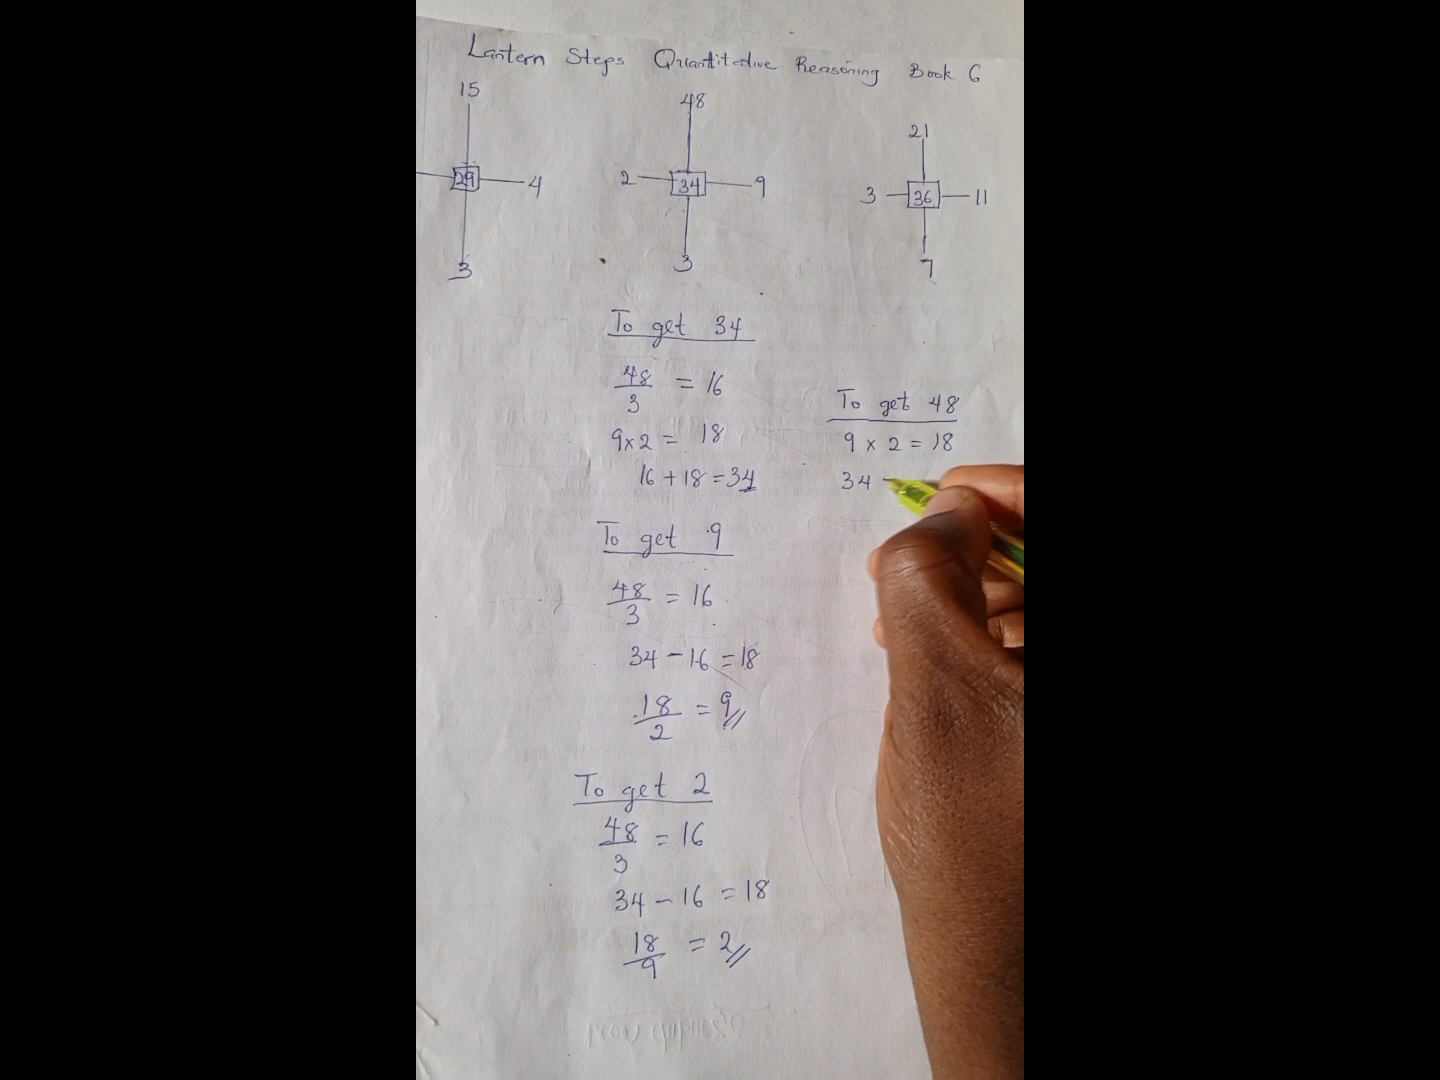 Lantern Steps Quantitative Reasoning Book 6
15
29 4
3
48
2 34 9
3
21
3 36 11
7
To get 34
48/3 = 16
9 x 2 = 18
16 + 18 = 34
To get 9
48/3 = 16
34 - 16 = 18
18/2 = 9
To get 2
48/3 = 16
34 - 16 = 18
18/9 = 2
To get 48
9 x 2 = 18
34 -